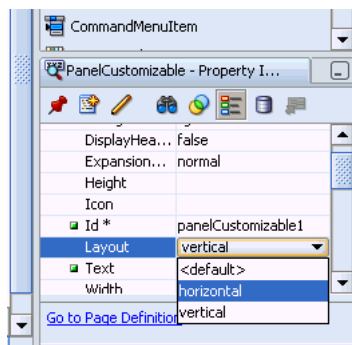 CommandMenuItem
PanelCustomizable - Property I...
DisplayHea... false
Expansion... normal
Height
Icon
Id * panelCustomizable1
Layout vertical
Text <default>
Width horizontal
vertical
Go to Page Definition